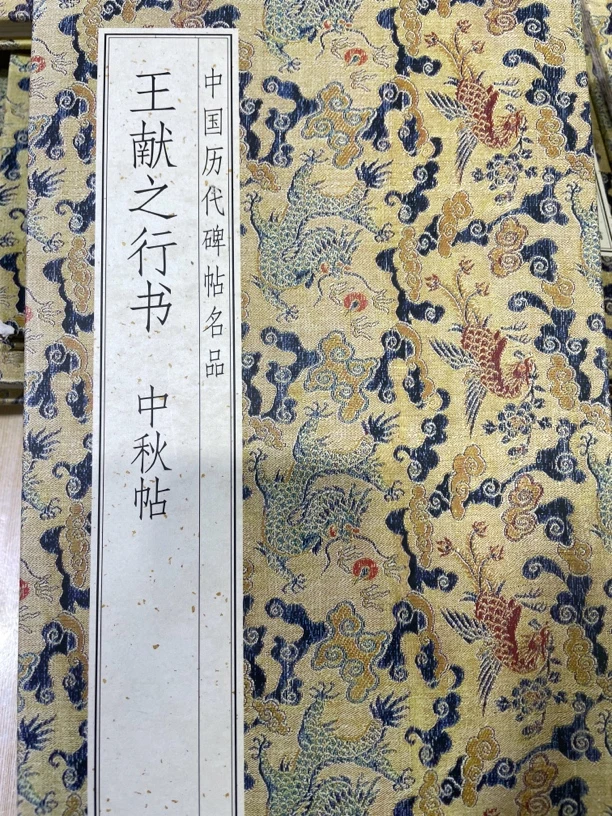 中国历代碑帖名品
王献之行书 中秋帖